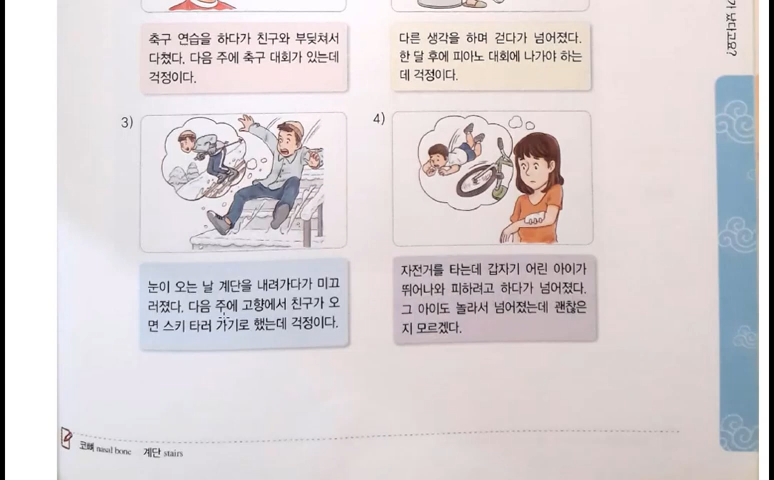 축구 연습을 하다가 친구와 부딪쳐서
다쳤다. 다음 주에 축구 대회가 있는데
걱정이다.
다른 생각을 하며 걷다가 넘어졌다.
한 달 후에 피아노 대회에 나가야 하는
데 걱정이다.
3)
4)
눈이 오는 날 계단을 내려가다가 미끄
러졌다. 다음 주에 고향에서 친구가 오
면 스키 타러 가기로 했는데 걱정이다.
자전거를 타는데 갑자기 어린 아이가
뛰어나와 피하려고 하다가 넘어졌다.
그 아이도 놀라서 넘어졌는데 괜찮은
지 모르겠다.
코뼈 nasal bone 계단 stairs
났다고요?